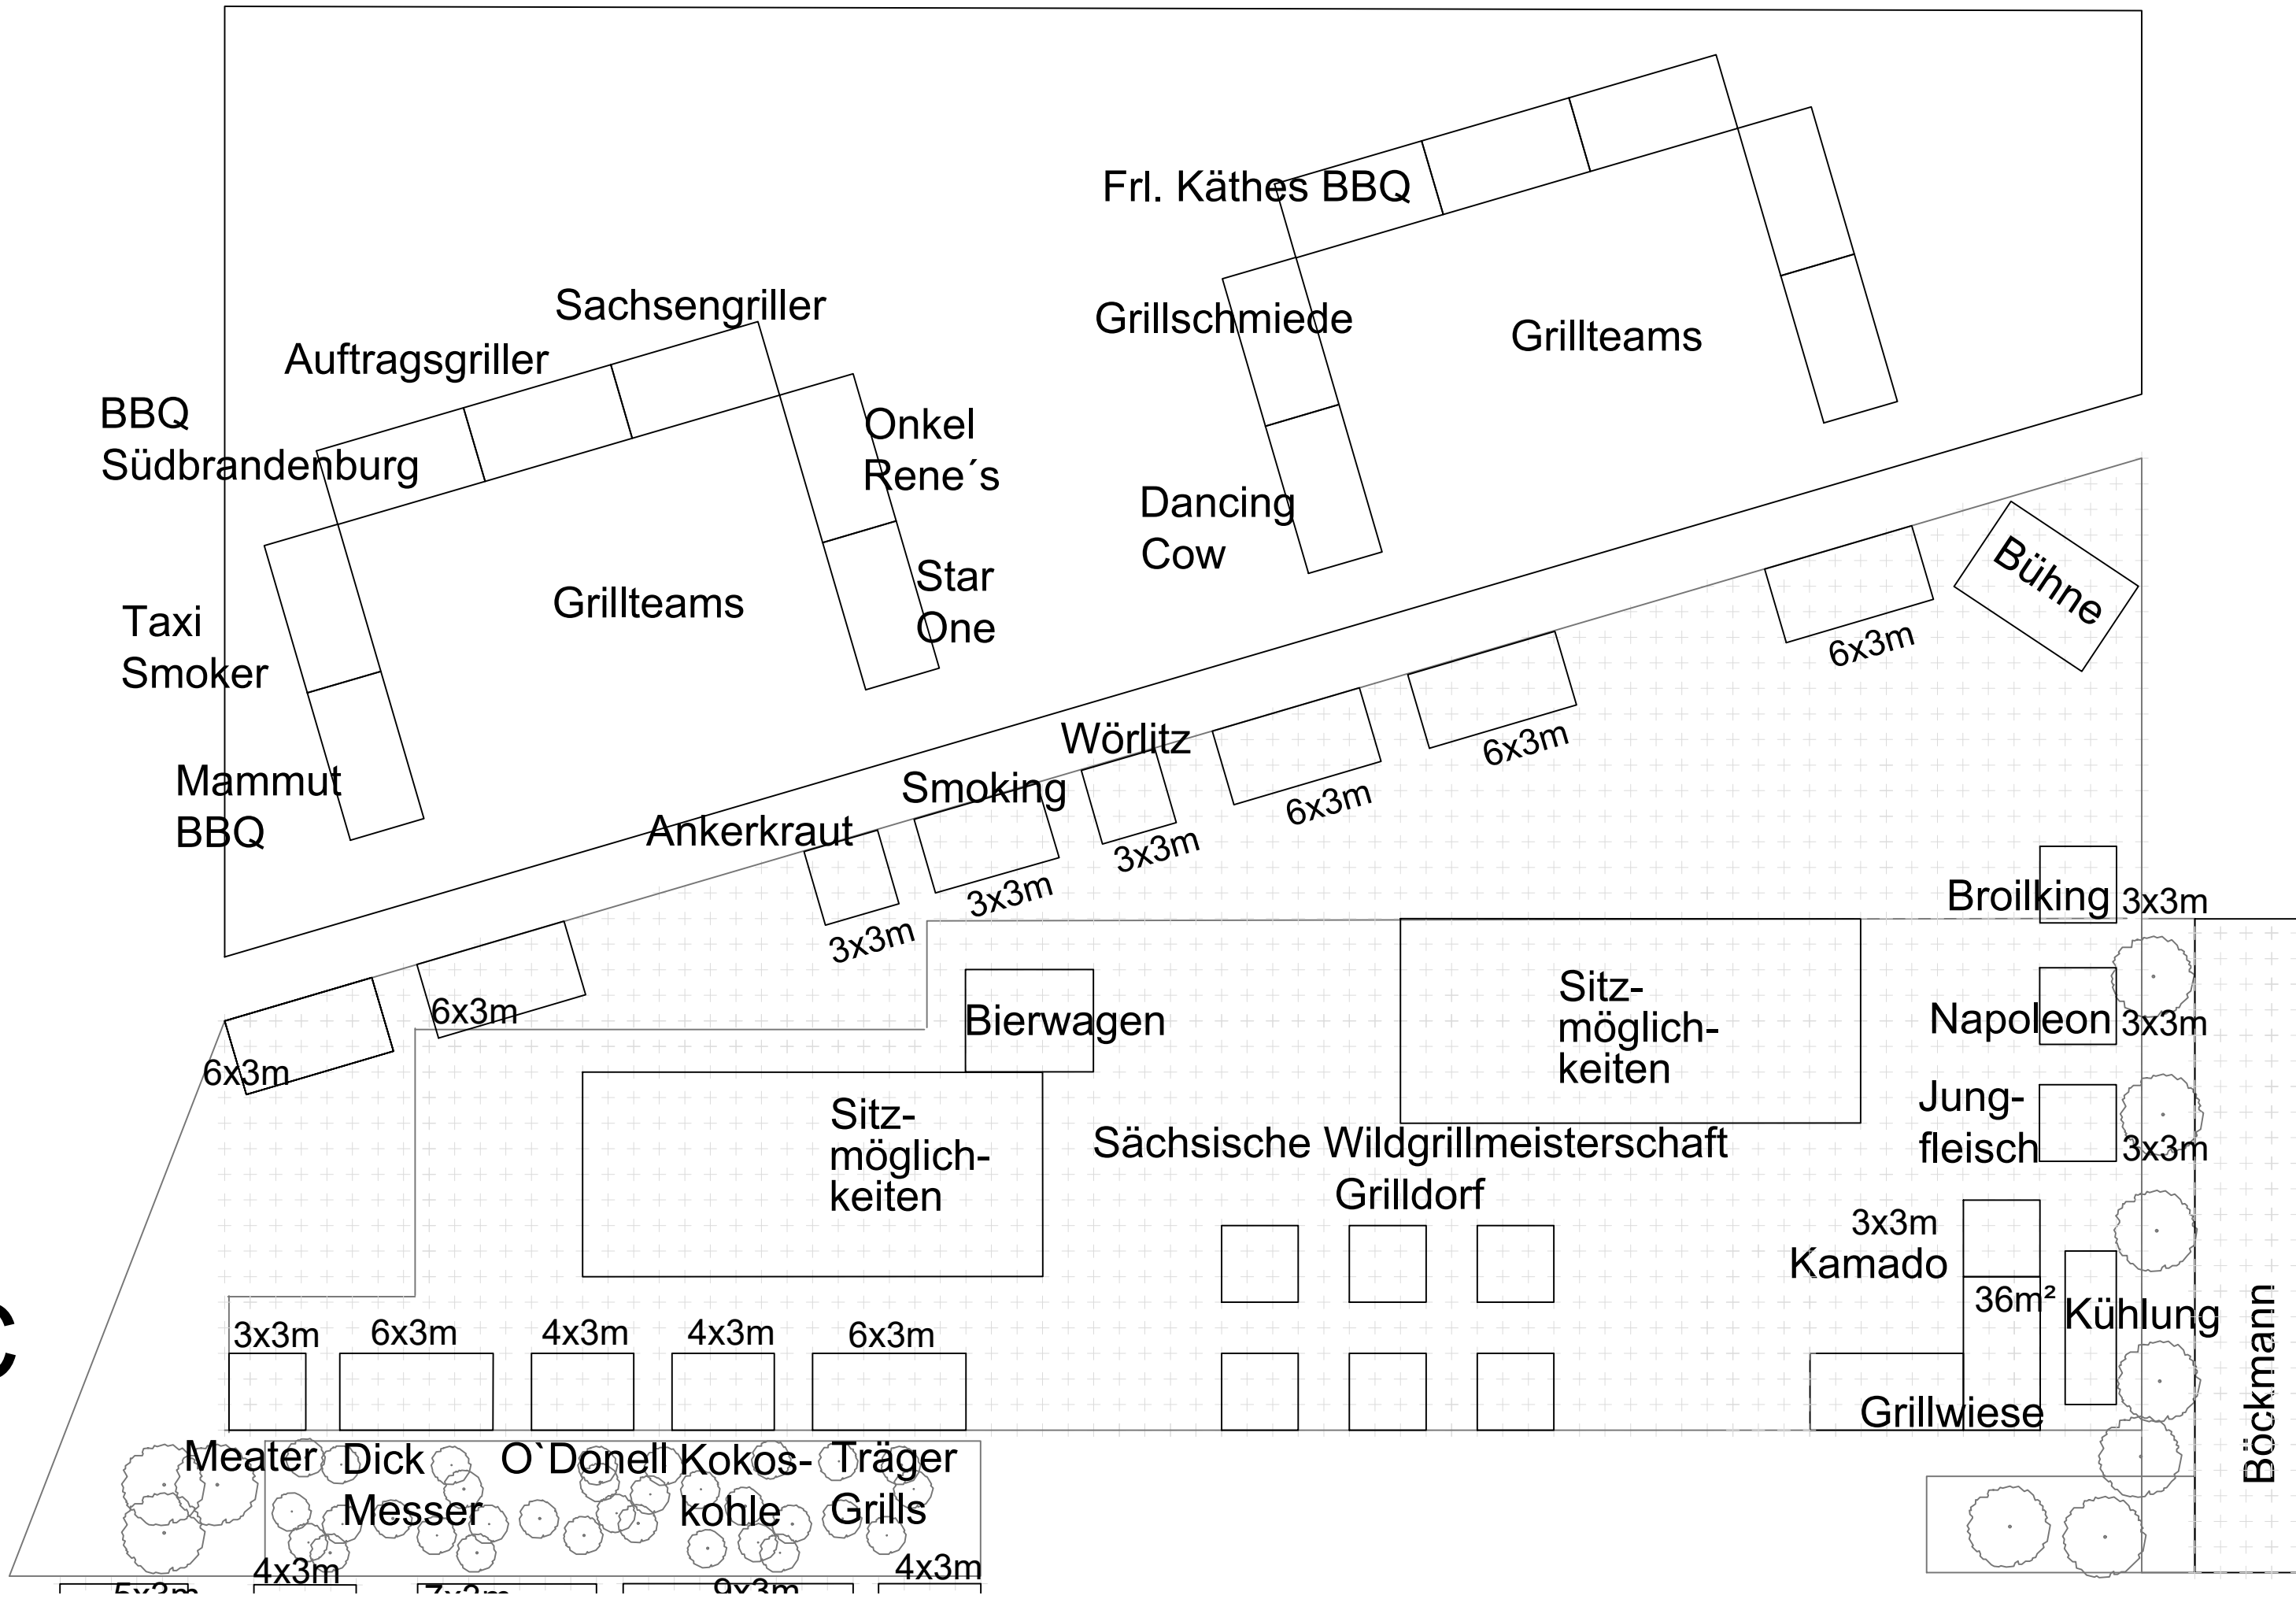 Frl. Käthes BBQ
Sachsengriller
Grillschmiede
Grillteams
Auftragsgriller
BBQ
Südbrandenburg
Onkel
Rene´s
Dancing
Cow
Bühne
Star
One
Grillteams
Taxi
Smoker
6x3m
Wörlitz
6x3m
Mammut
BBQ
Smoking
6x3m
Ankerkraut
3x3m
3x3m
3x3m
Broilking
3x3m
6x3m
6x3m
Bierwagen
Sitz-
möglich-
keiten
Napoleon
3x3m
Jung-
fleisch
3x3m
Sitz-
möglich-
keiten
Sächsische Wildgrillmeisterschaft
Grilldorf
3x3m
Kamado
36m²
Kühlung
Böckmann
C
3x3m
6x3m
4x3m
4x3m
6x3m
Grillwiese
Meater
Dick
Messer
O`Donell
Kokos-
kohle
Träger
Grills
4x3m
4x3m
5x3m
7x3m
9x3m